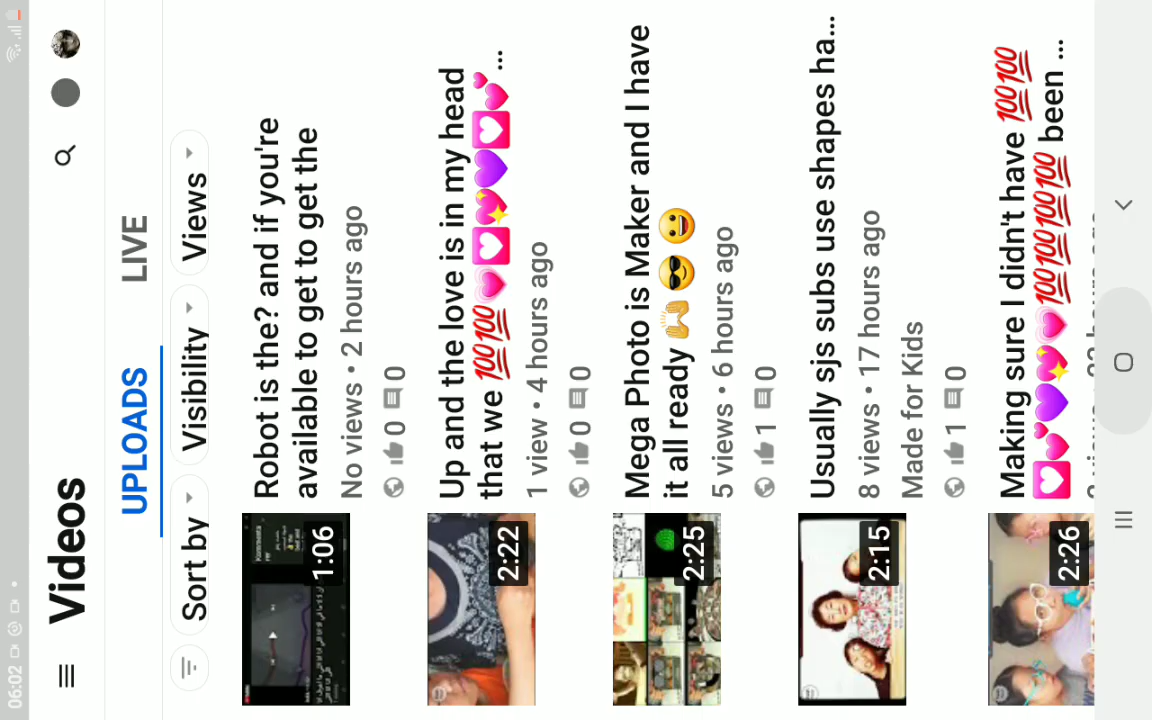 06:02
Videos
UPLOADS
LIVE
Sort by
Visibility
Views
1:06
Robot is the? and if you're
available to get to get the
No views • 2 hours ago
0 0
2:22
Up and the love is in my head
that we 💯💯💗💟💖💜💟💕...
1 view • 4 hours ago
0 0
2:25
Mega Photo is Maker and I have
it all ready 🙌😎😀
5 views • 6 hours ago
1 0
2:15
Usually sjs subs use shapes ha...
8 views • 17 hours ago
Made for Kids
1 0
2:26
Making sure I didn't have 💯💯
💟💕💜💖💗💯💯💯💯 been ...